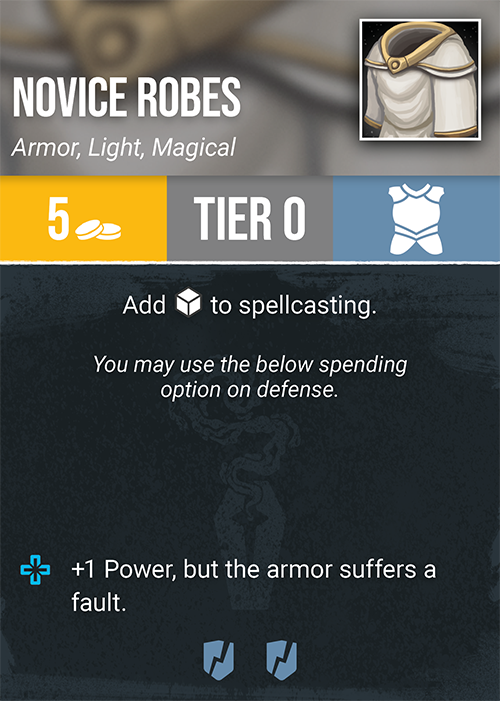 NOVICE ROBES
Armor, Light, Magical
5 TIER 0
Add to spellcasting.
You may use the below spending
option on defense.
+1 Power, but the armor suffers a
fault.